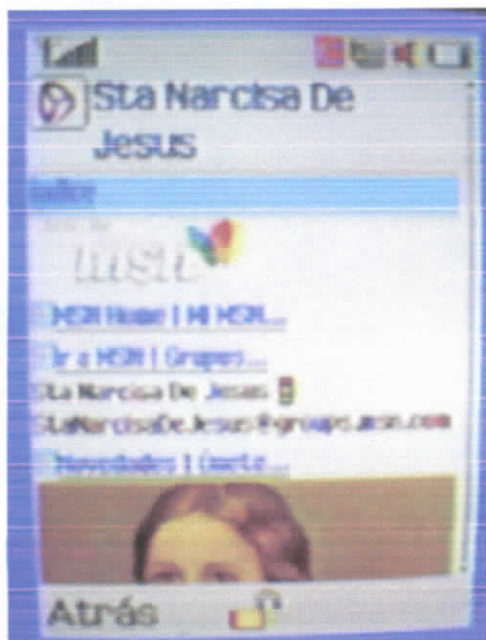 Sta Narcisa De
Jesus
msn
MSN Home | Mi MSN...
Ir a MSN | Grupos...
Sta Narcisa De Jesus
StaNarcisaDeJesus@groups.msn.com
Novedades | Únete...
Atrás